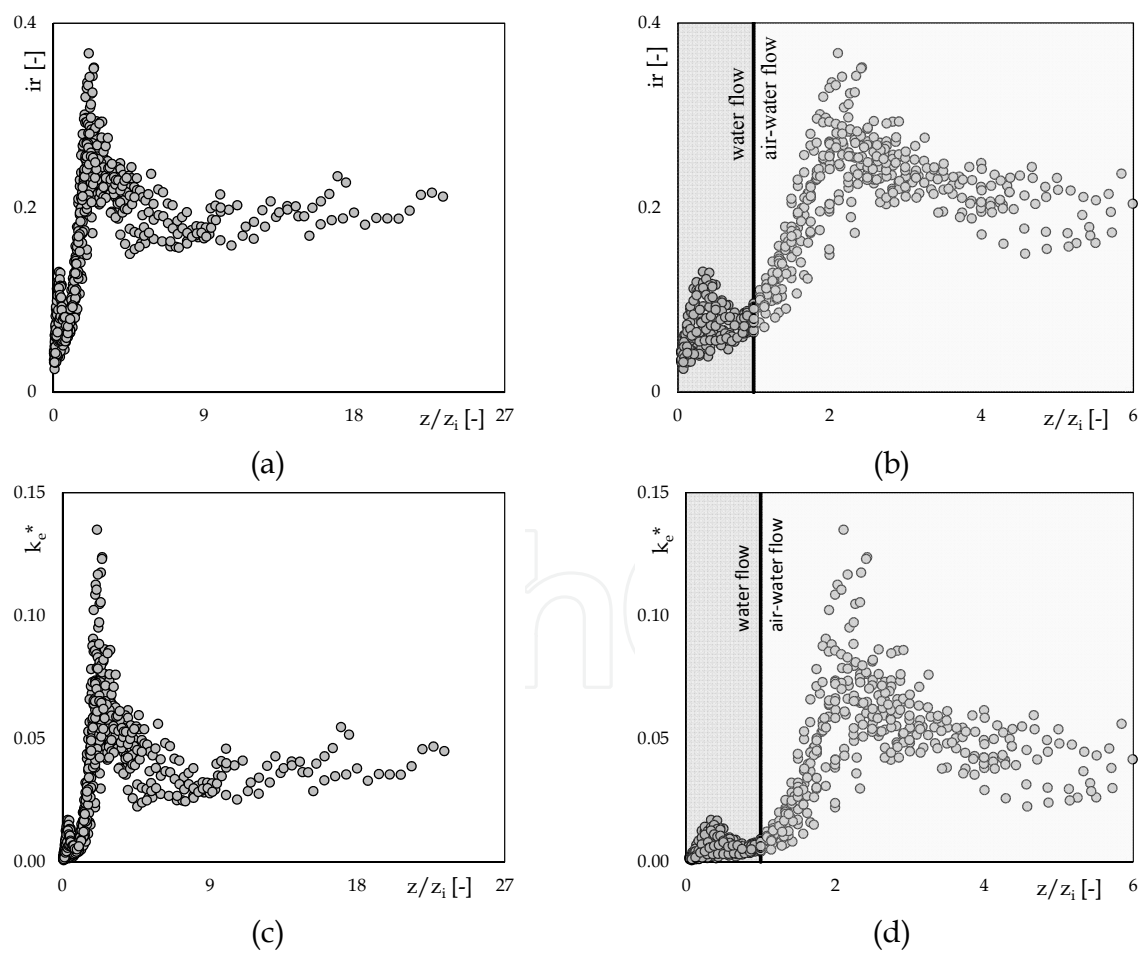 0.4
ir [-]
0.2
0
0
9
18
27
z/zi [-]
(a)
0.4
ir [-]
0.2
0
water flow
air-water flow
0
2
4
6
z/zi [-]
(b)
0.15
ke*
0.10
0.05
0.00
0
9
18
27
z/zi [-]
(c)
0.15
ke*
0.10
0.05
0.00
water flow
air-water flow
0
2
4
6
z/zi [-]
(d)